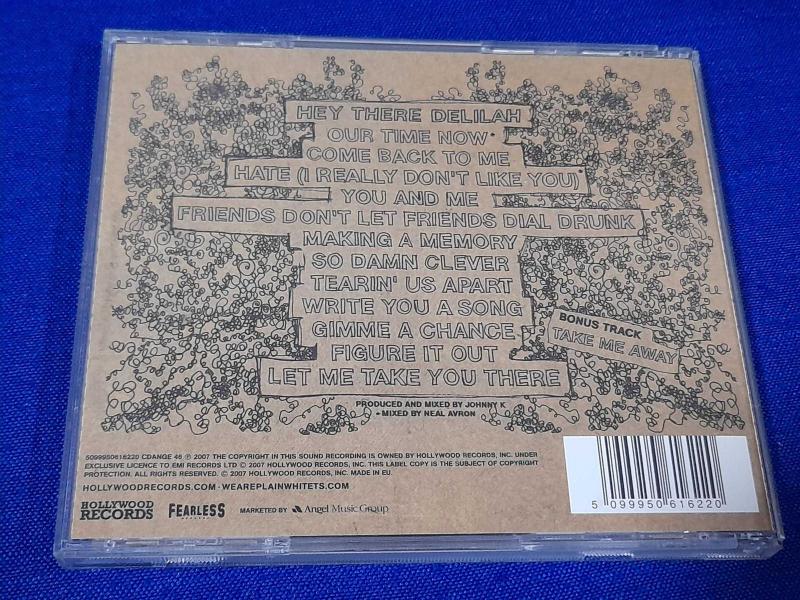 HEY THERE DELILAH
OUR TIME NOW*
COME BACK TO ME
HATE (I REALLY DON'T LIKE YOU)*
YOU AND ME
FRIENDS DON'T LET FRIENDS DIAL DRUNK
MAKING A MEMORY
SO DAMN CLEVER
TEARIN' US APART
WRITE YOU A SONG
GIMME A CHANCE
FIGURE IT OUT
LET ME TAKE YOU THERE
BONUS TRACK
TAKE ME AWAY
PRODUCED AND MIXED BY JOHNNY K
* MIXED BY NEAL AVRON
5099950616220 CDANGE 46 ℗ 2007 THE COPYRIGHT IN THIS SOUND RECORDING IS OWNED BY HOLLYWOOD RECORDS, INC. UNDER
EXCLUSIVE LICENCE TO EMI RECORDS LTD © 2007 HOLLYWOOD RECORDS, INC. THIS LABEL COPY IS THE SUBJECT OF COPYRIGHT
PROTECTION. ALL RIGHTS RESERVED. © 2007 HOLLYWOOD RECORDS, INC. MADE IN EU.
HOLLYWOODRECORDS.COM · WEAREPLAINWHITETS.COM
HOLLYWOOD
RECORDS
FEARLESS
RECORDS
MARKETED BY Angel Music Group
5 099950 616220